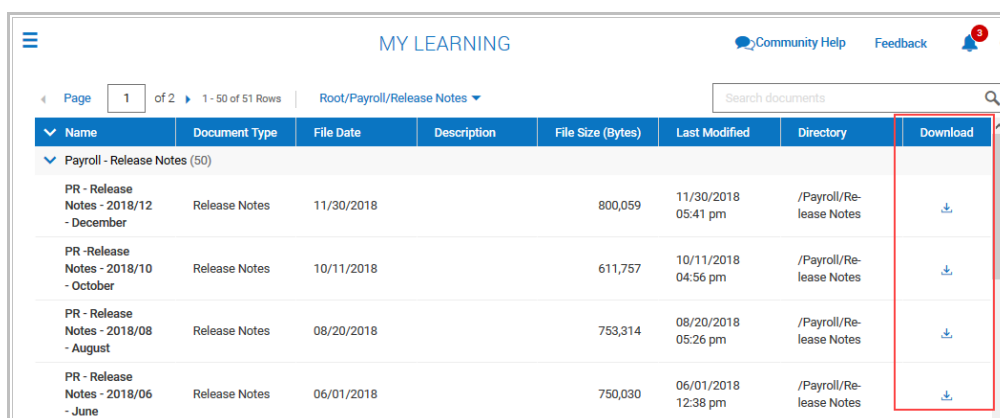 MY LEARNING
Community Help
Feedback
3
Page 1 of 2 1 - 50 of 51 Rows
Root/Payroll/Release Notes
Search documents
Name Document Type File Date Description File Size (Bytes) Last Modified Directory Download
Payroll - Release Notes (50)
PR - Release
Notes - 2018/12
- December
Release Notes
11/30/2018
800,059
11/30/2018
05:41 pm
/Payroll/Re-
lease Notes
PR -Release
Notes - 2018/10
- October
Release Notes
10/11/2018
611,757
10/11/2018
04:56 pm
/Payroll/Re-
lease Notes
PR - Release
Notes - 2018/08
- August
Release Notes
08/20/2018
753,314
08/20/2018
05:26 pm
/Payroll/Re-
lease Notes
PR - Release
Notes - 2018/06
- June
Release Notes
06/01/2018
750,030
06/01/2018
12:38 pm
/Payroll/Re-
lease Notes